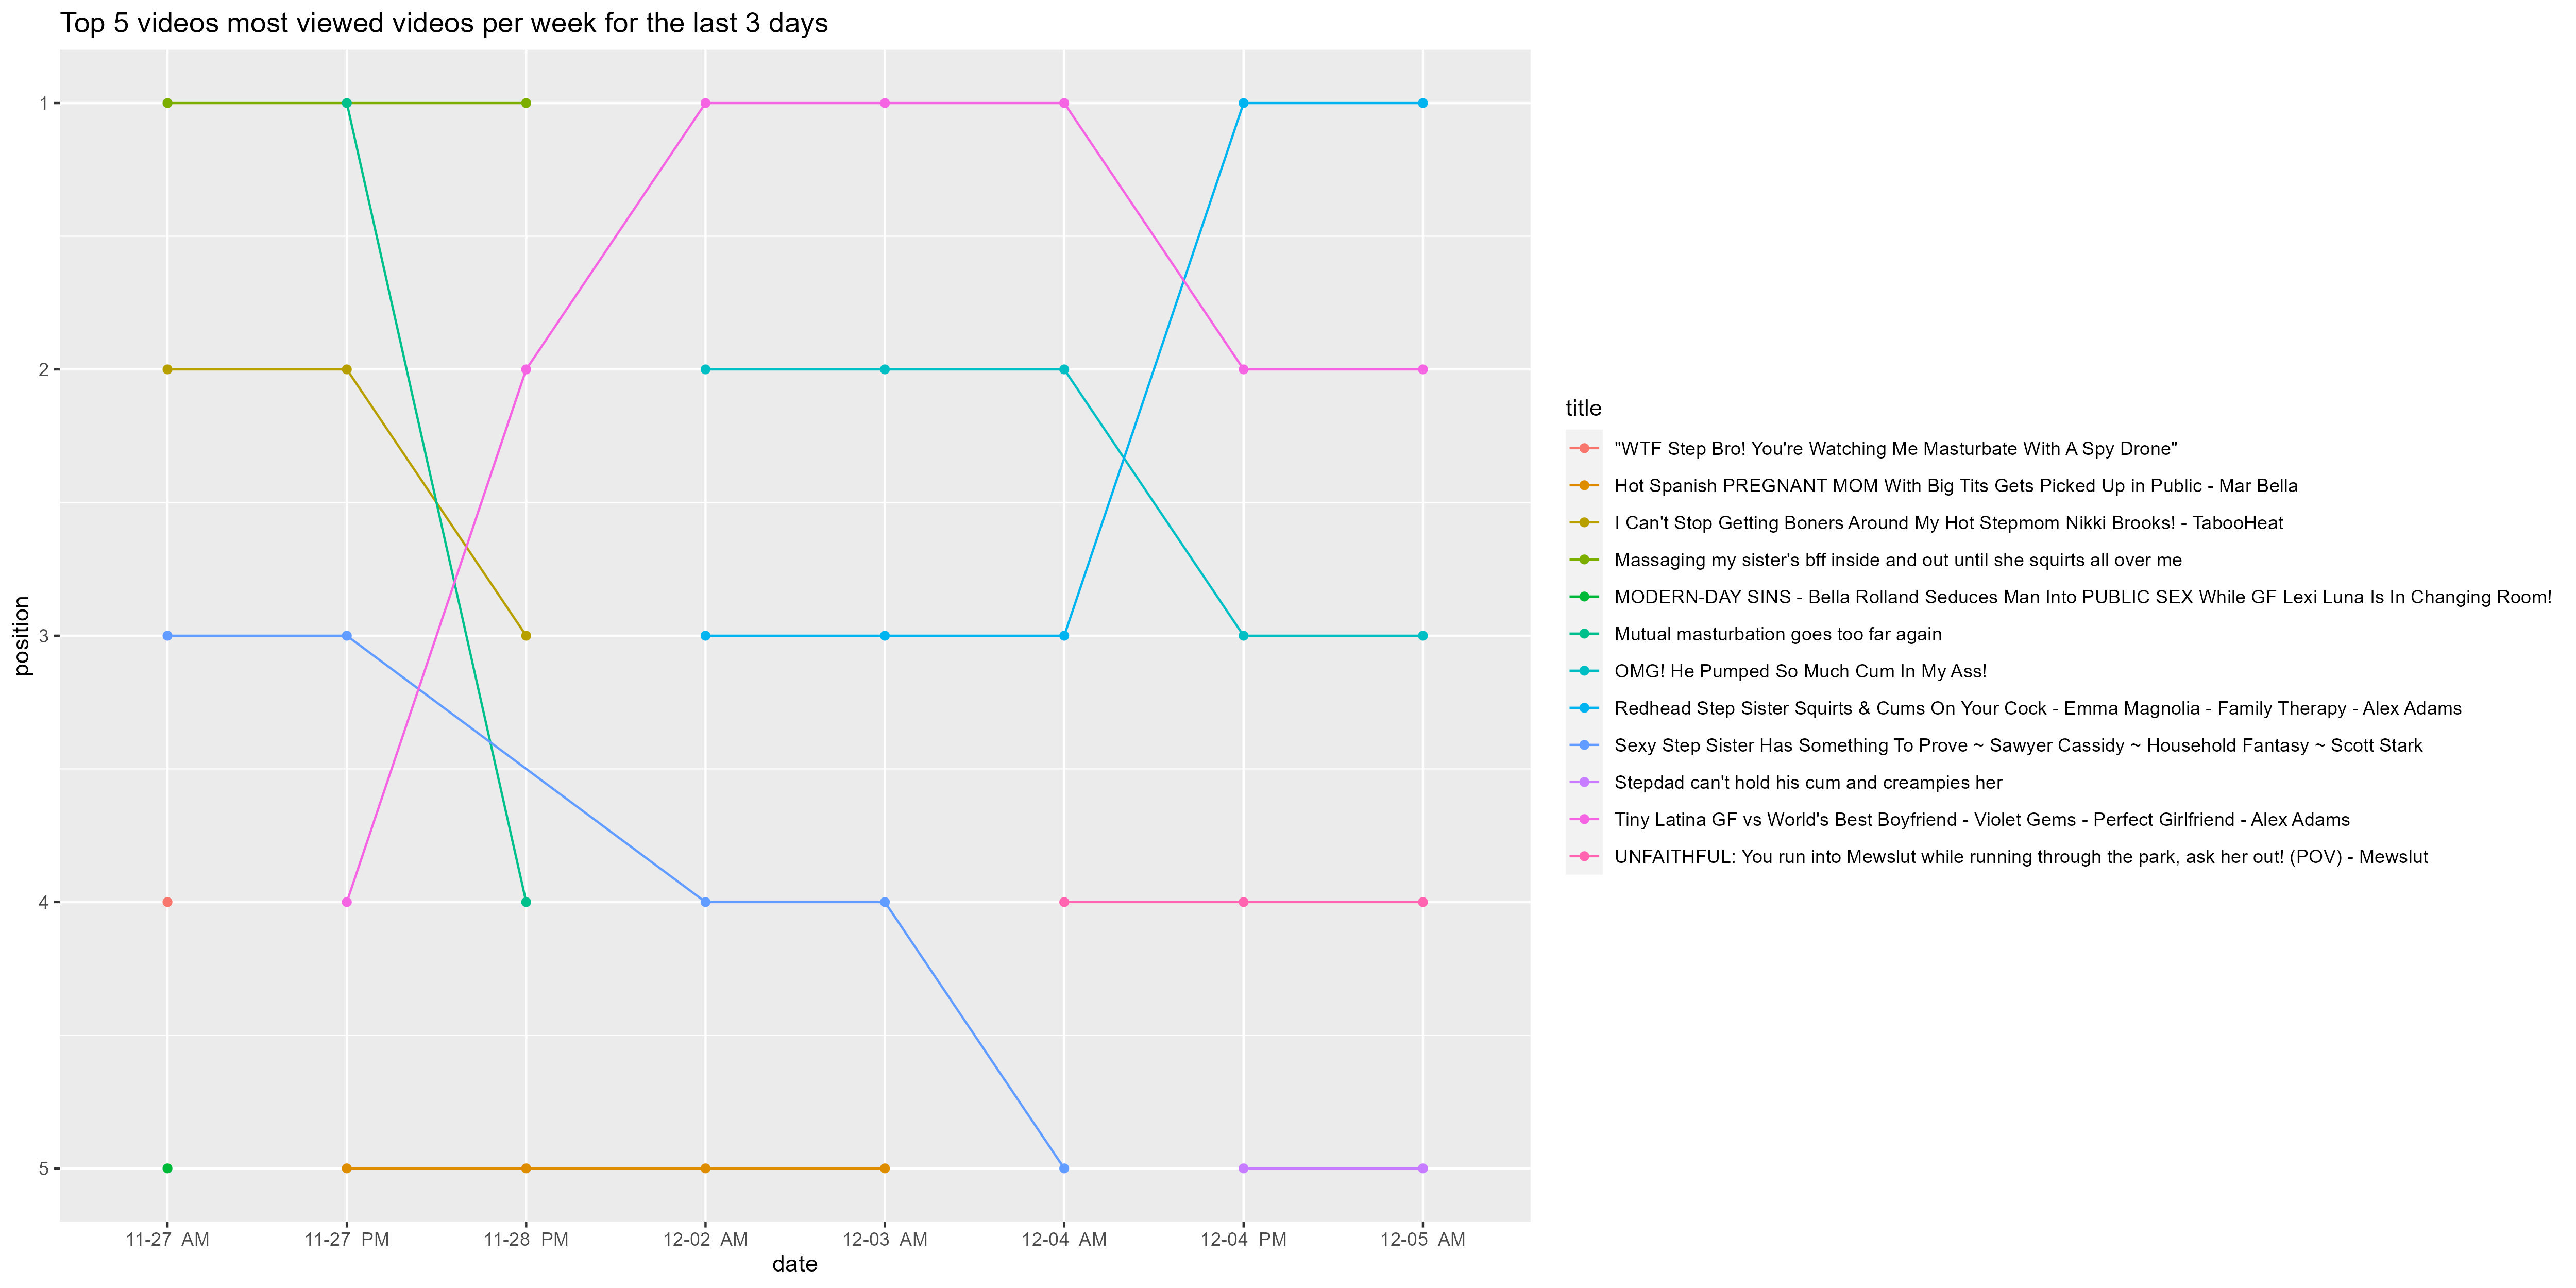 Top 5 videos most viewed videos per week for the last 3 days
position
1
2
3
4
5
11-27 AM
11-27 PM
11-28 PM
12-02 AM
12-03 AM
12-04 AM
12-04 PM
12-05 AM
date
title
"WTF Step Bro! You're Watching Me Masturbate With A Spy Drone"
Hot Spanish PREGNANT MOM With Big Tits Gets Picked Up in Public - Mar Bella
I Can't Stop Getting Boners Around My Hot Stepmom Nikki Brooks! - TabooHeat
Massaging my sister's bff inside and out until she squirts all over me
MODERN-DAY SINS - Bella Rolland Seduces Man Into PUBLIC SEX While GF Lexi Luna Is In Changing Room!
Mutual masturbation goes too far again
OMG! He Pumped So Much Cum In My Ass!
Redhead Step Sister Squirts & Cums On Your Cock - Emma Magnolia - Family Therapy - Alex Adams
Sexy Step Sister Has Something To Prove ~ Sawyer Cassidy ~ Household Fantasy ~ Scott Stark
Stepdad can't hold his cum and creampies her
Tiny Latina GF vs World's Best Boyfriend - Violet Gems - Perfect Girlfriend - Alex Adams
UNFAITHFUL: You run into Mewslut while running through the park, ask her out! (POV) - Mewslut